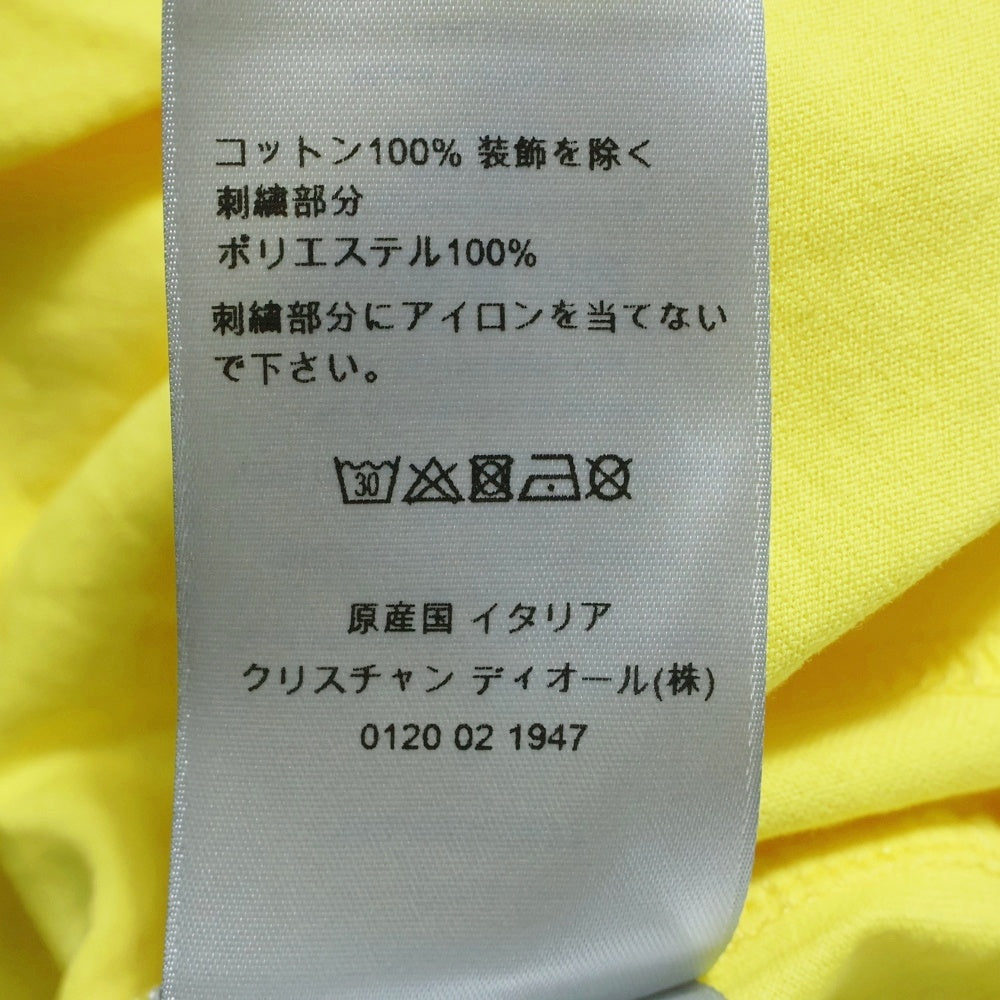 コットン100% 装飾を除く
刺繍部分
ポリエステル100%
刺繍部分にアイロンを当てない
で下さい。
30
原産国 イタリア
クリスチャン ディオール(株)
0120 02 1947